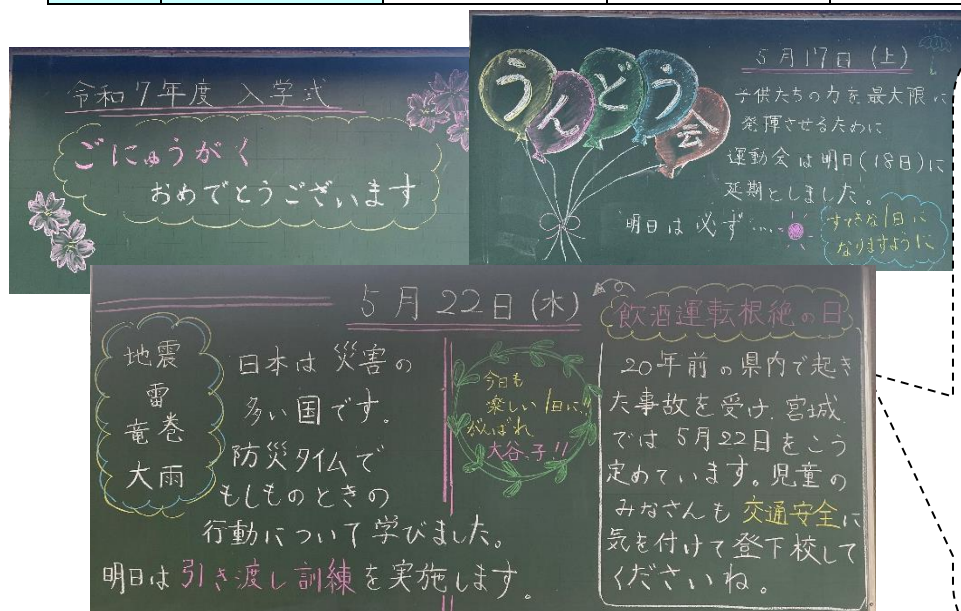 令和7年度 入学式
ごにゅうがく
おめでとうございます
うんどう会
5月17日(土)
子供たちの力を最大限に
発揮させるために
運動会は明日(18日)に
延期としました。
明日は必ず……
すてきな1日に
なりますように
5月22日(木)
地震
雷
竜巻
大雨
日本は災害の
多い国です。
防災タイムで
もしものときの
行動について学びました。
明日は引き渡し訓練を実施します。
今日も
楽しい1日に!!
がんばれ
大谷っ子!!
飲酒運転根絶の日
20年前の県内で起き
た事故を受け、宮城
では5月22日をこう
定めています。児童の
みなさんも交通安全に
気を付けて登下校して
くださいね。